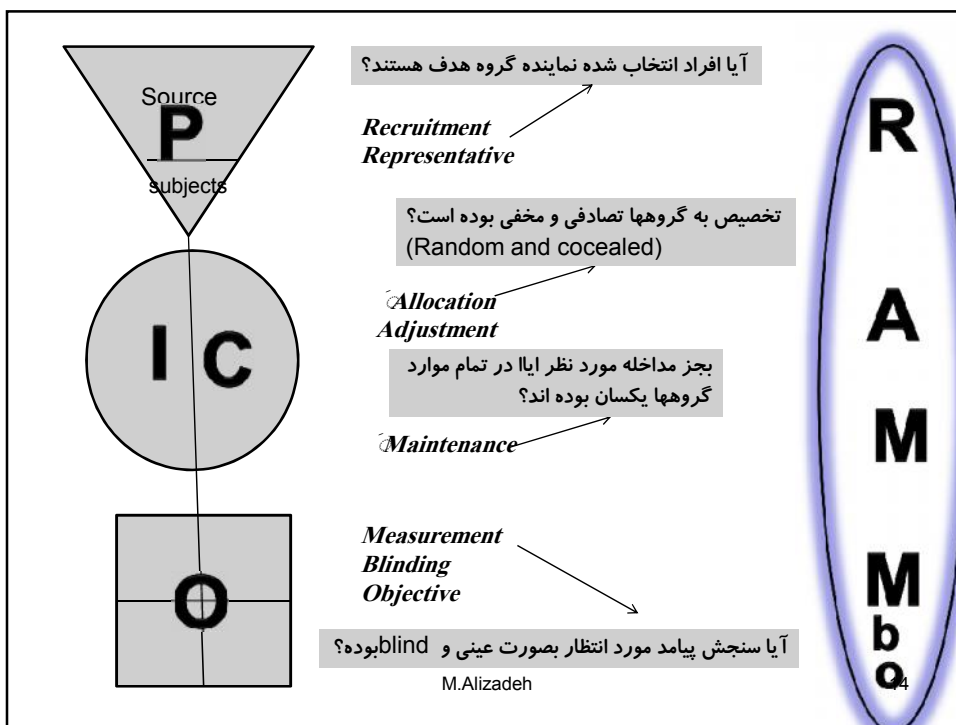 Source
P
subjects
آیا افراد انتخاب شده نماینده گروه هدف هستند؟
Recruitment
Representative
تخصیص به گروهها تصادفی و مخفی بوده است؟
(Random and cocealed)
I C
Allocation
Adjustment
بجز مداخله مورد نظر ایاا در تمام موارد
گروهها یکسان بوده اند؟
Maintenance
O
Measurement
Blinding
Objective
آیا سنجش پیامد مورد انتظار بصورت عینی و blindبوده؟
M.Alizadeh
R
A
M
M
b
o